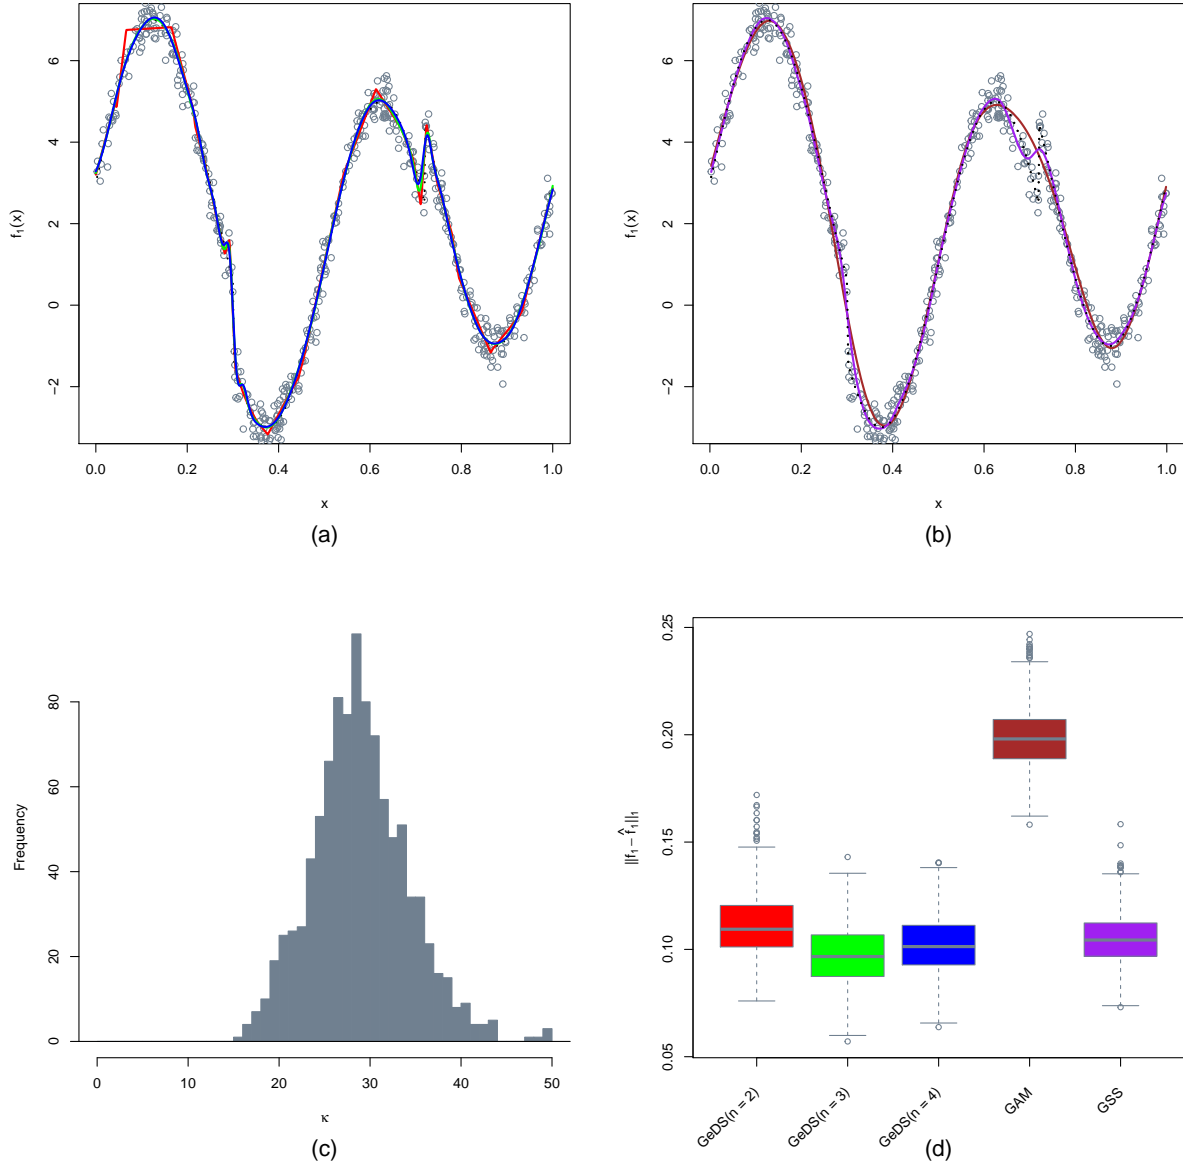 f₁(x)
6
4
2
0
−2
0.0 0.2 0.4 0.6 0.8 1.0
x
(a)
f₁(x)
6
4
2
0
−2
0.0 0.2 0.4 0.6 0.8 1.0
x
(b)
Frequency
80
60
40
20
0
0 10 20 30 40 50
κ
(c)
||f₁ − f̂₁||₁
0.25
0.20
0.15
0.10
0.05
GeDS(n = 2) GeDS(n = 3) GeDS(n = 4) GAM GSS
(d)